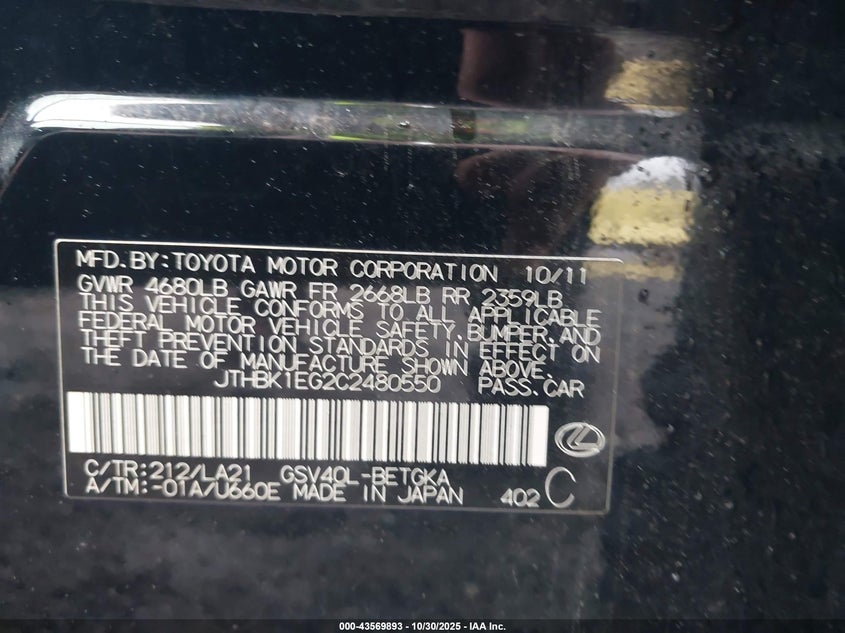 MFD. BY: TOYOTA MOTOR CORPORATION 10/11
GVWR 4680LB GAWR FR 2668LB RR 2359LB
THIS VEHICLE CONFORMS TO ALL APPLICABLE
FEDERAL MOTOR VEHICLE SAFETY, BUMPER, AND
THEFT PREVENTION STANDARDS IN EFFECT ON
THE DATE OF MANUFACTURE SHOWN ABOVE.
JTHBK1EG2C2480550 PASS. CAR
C/TR: 212/LA21 GSV40L-BETGKA
A/TM: -01A/U660E MADE IN JAPAN 402 C
000-43569893 - 10/30/2025 - IAA Inc.